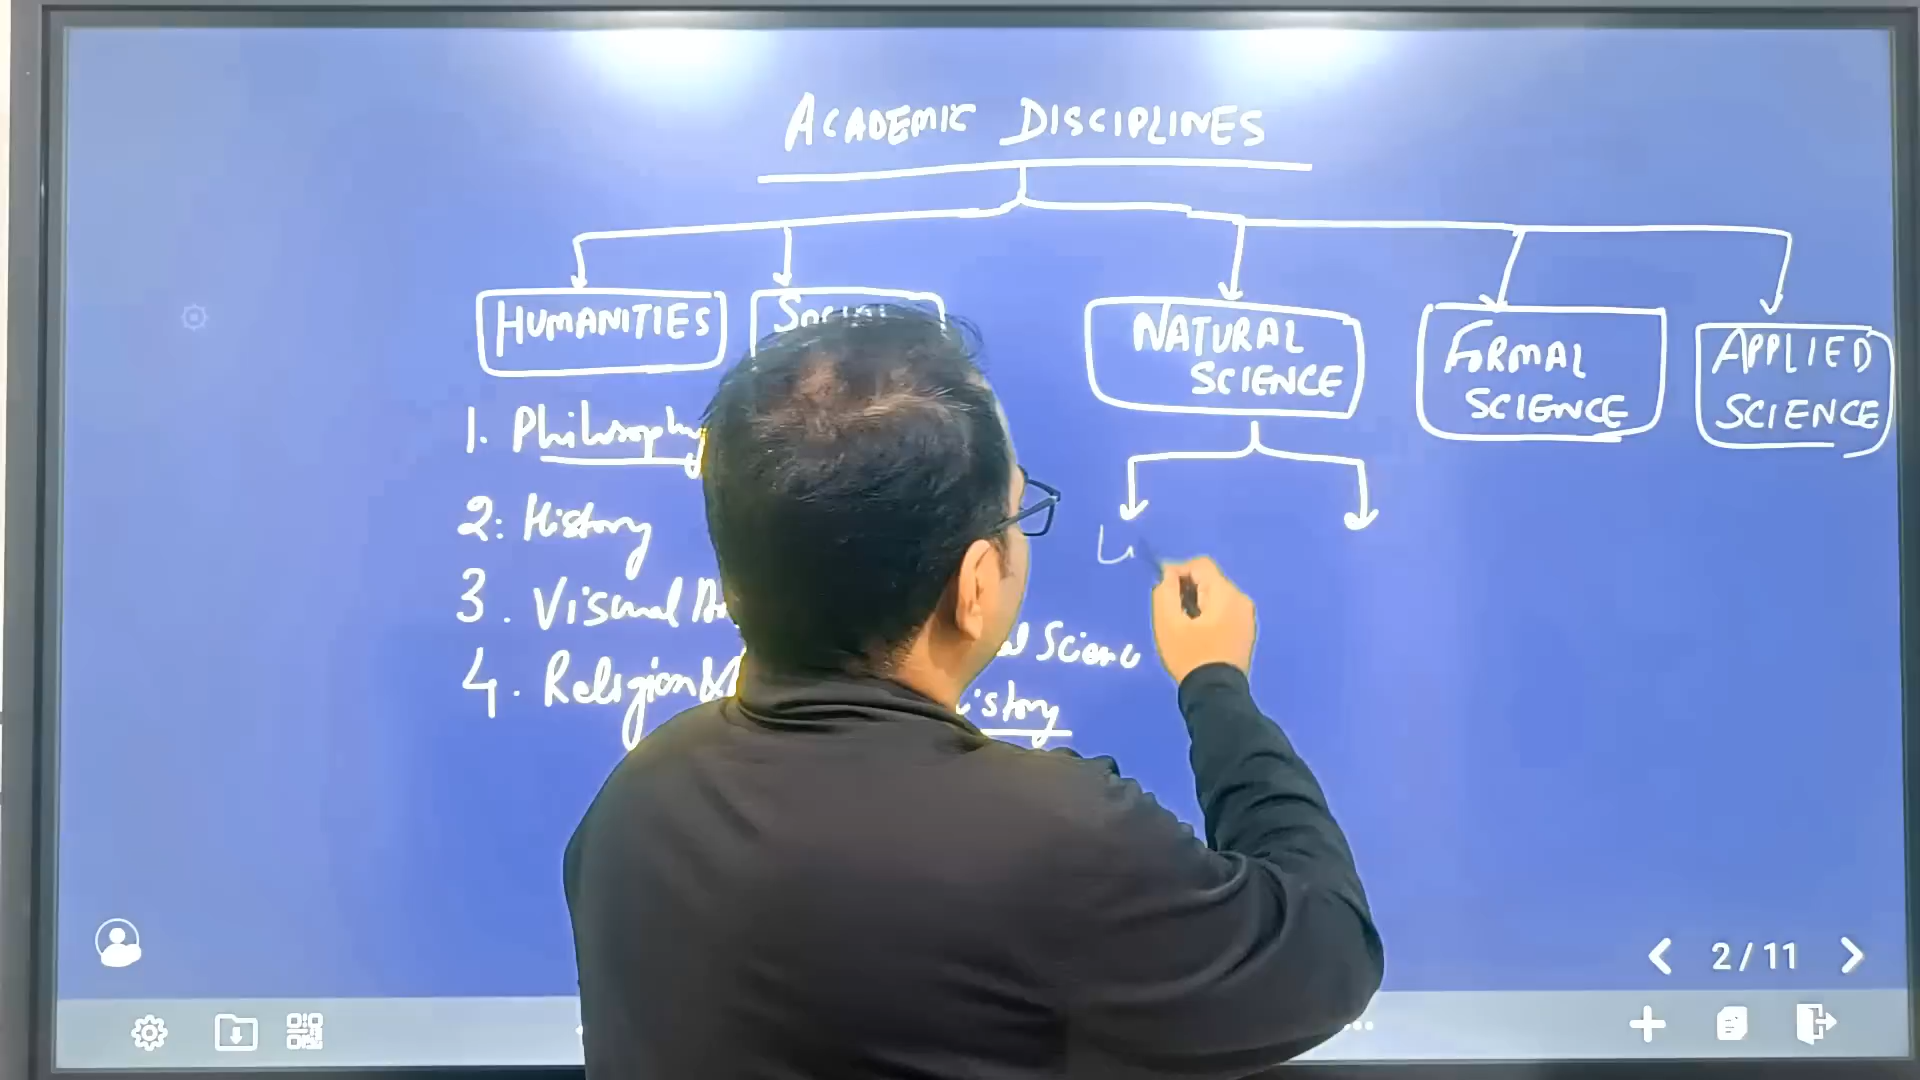 ACADEMIC DISCIPLINES
HUMANITIES
NATURAL
SCIENCE
FORMAL
SCIENCE
APPLIED
SCIENCE
1. Philosophy
2: History
3. Visual
4. Religion
2 / 11